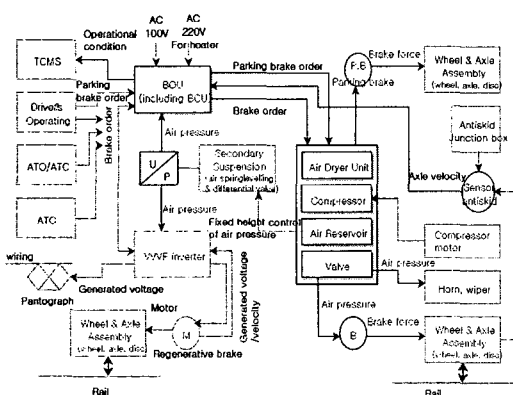 AC
100V
AC
220V
For heater
Operational
condition
TCMS
BOU
(including BCU)
Parking brake order
P.B
Brake force
Parking brake
Wheel & Axle
Assembly
(wheel, axle, disc)
Parking
brake order
Driver's
Operating
Brake order
Brake order
Antiskid
Junction box
Air pressure
ATO/ATC
U
P
Secondary
Suspension
(air springlevelling
& differential valve)
Air Dryer Unit
Axle velocity
Sensor
antiskid
Compressor
ATC
Air pressure
Fixed height control
of air pressure
Air Reservoir
Compressor
motor
wiring
VVVF inverter
Valve
Air pressure
Pantograph
Generated voltage
Generated voltage
/velocity
Horn, wiper
Air pressure
Motor
Wheel & Axle
Assembly
(wheel, axle, disc)
M
Regenerative brake
B
Brake force
Wheel & Axle
Assembly
(wheel, axle, disc)
Rail
Rail